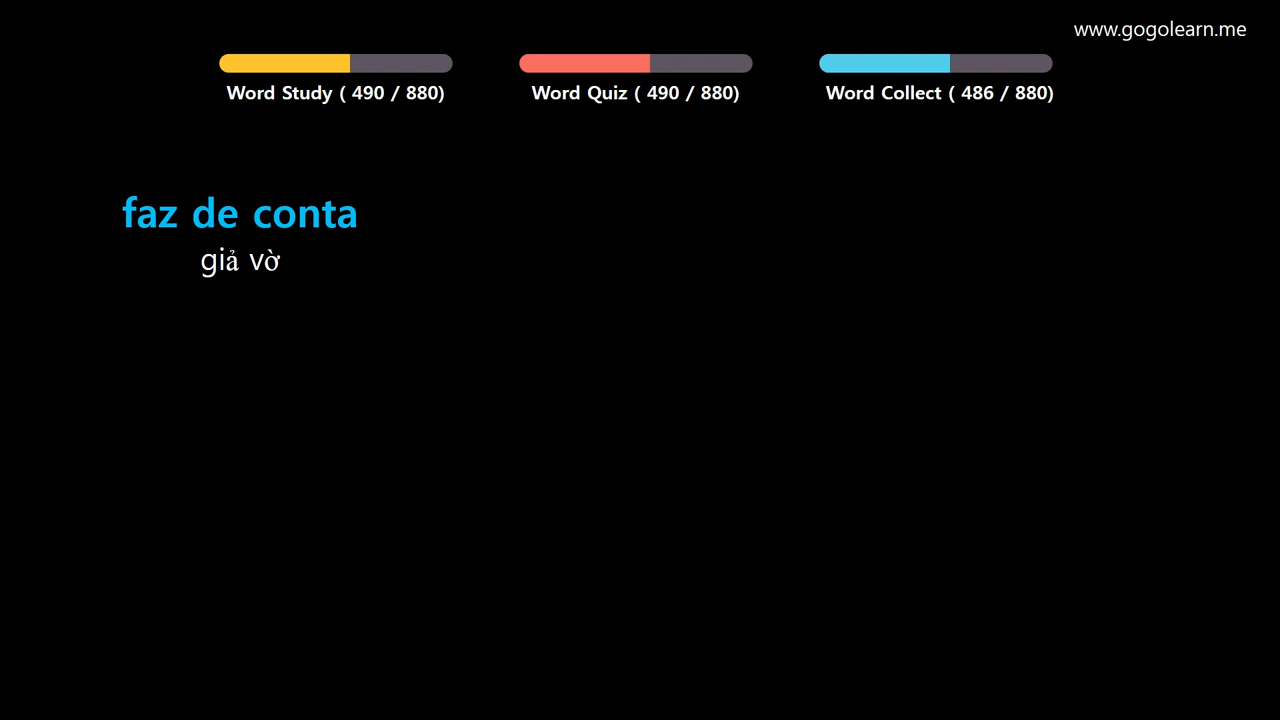 www.gogolearn.me
Word Study ( 490 / 880)
Word Quiz ( 490 / 880)
Word Collect ( 486 / 880)
faz de conta
giả vờ